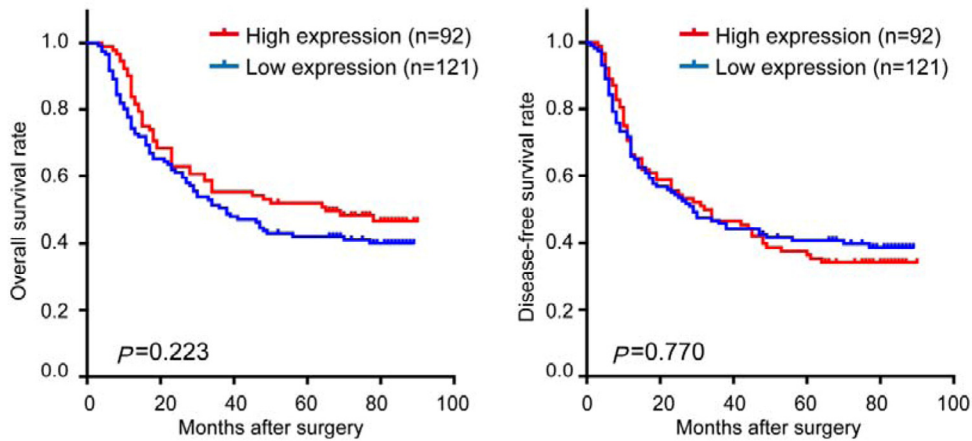 High expression (n=92)
Low expression (n=121)
Overall survival rate
1.0
0.8
0.6
0.4
0.2
0.0
P=0.223
0 20 40 60 80 100
Months after surgery
High expression (n=92)
Low expression (n=121)
Disease-free survival rate
1.0
0.8
0.6
0.4
0.2
0.0
P=0.770
0 20 40 60 80 100
Months after surgery